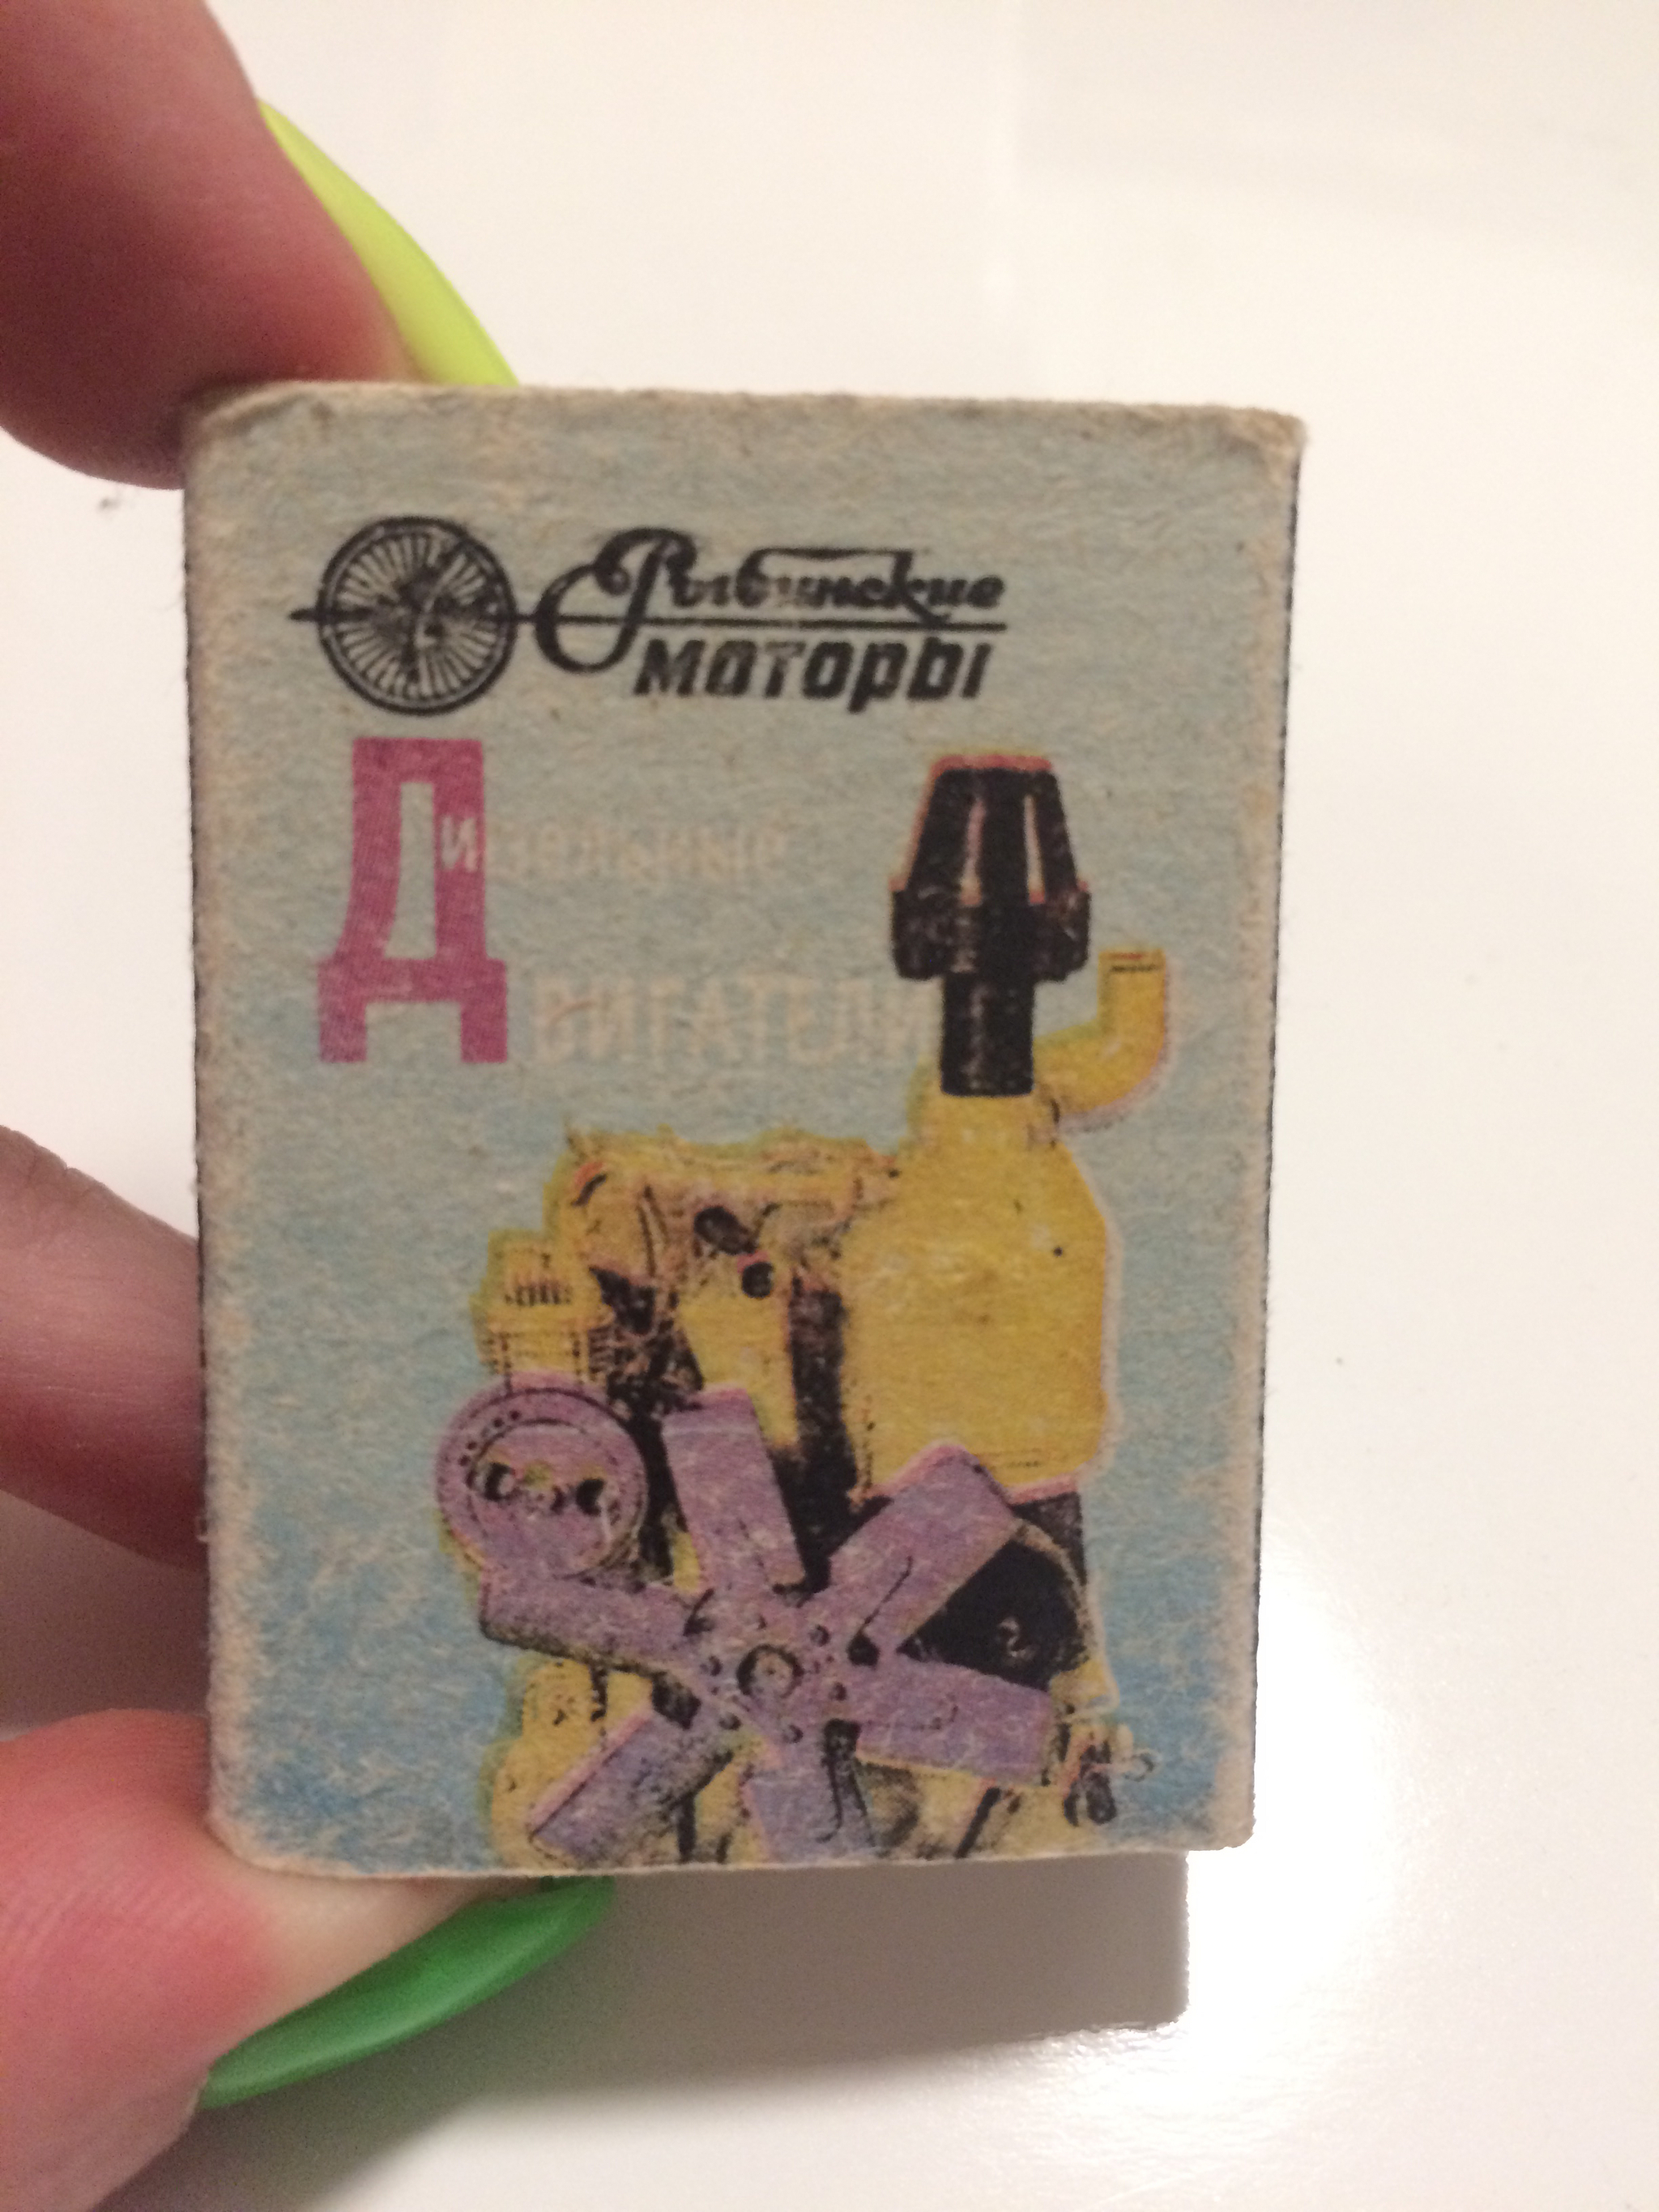 Рыбинские
моторы
Дизельные
ДВИГАТЕЛИ